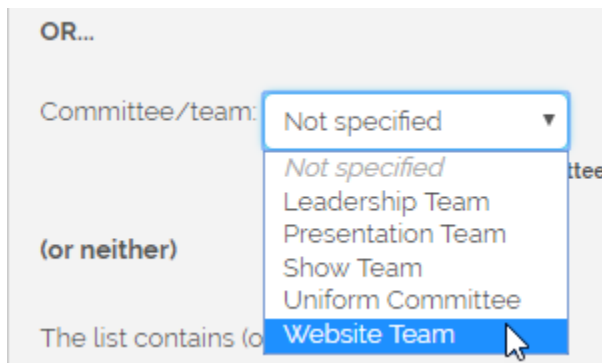 OR...
Committee/team: Not specified
Not specified
ttee
Leadership Team
Presentation Team
(or neither)
Show Team
Uniform Committee
The list contains (o
Website Team